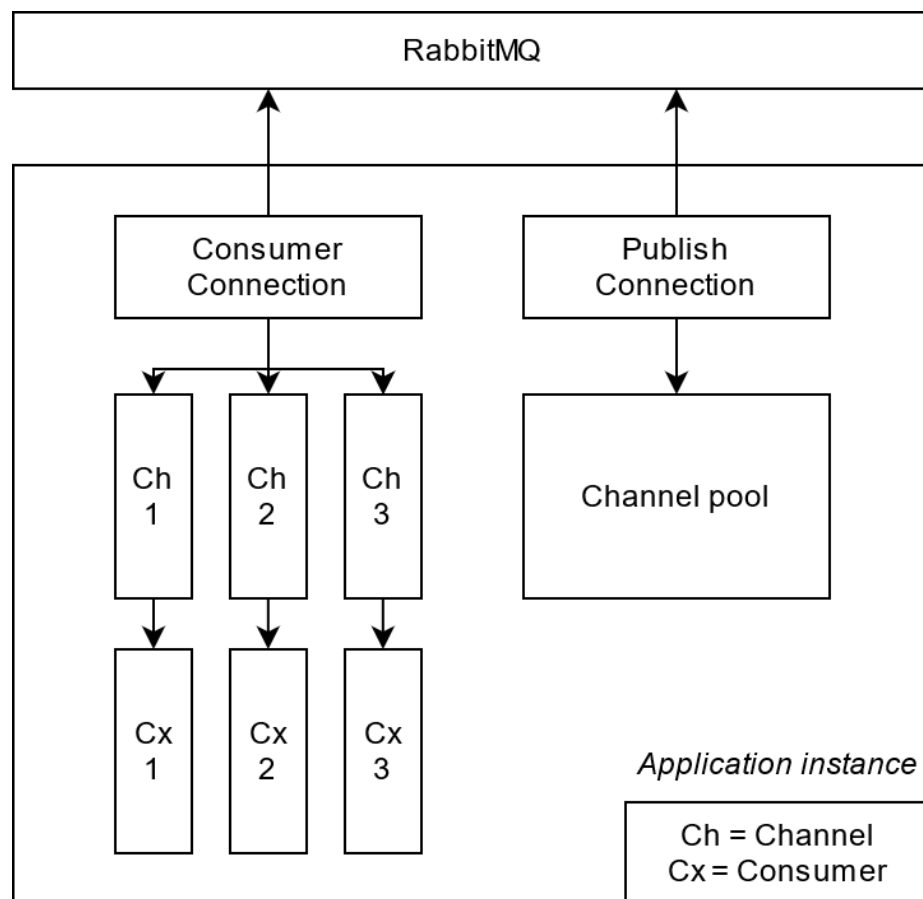 RabbitMQ
Consumer
Connection
Publish
Connection
Ch
1
Ch
2
Ch
3
Channel pool
Cx
1
Cx
2
Cx
3
Application instance
Ch = Channel
Cx = Consumer